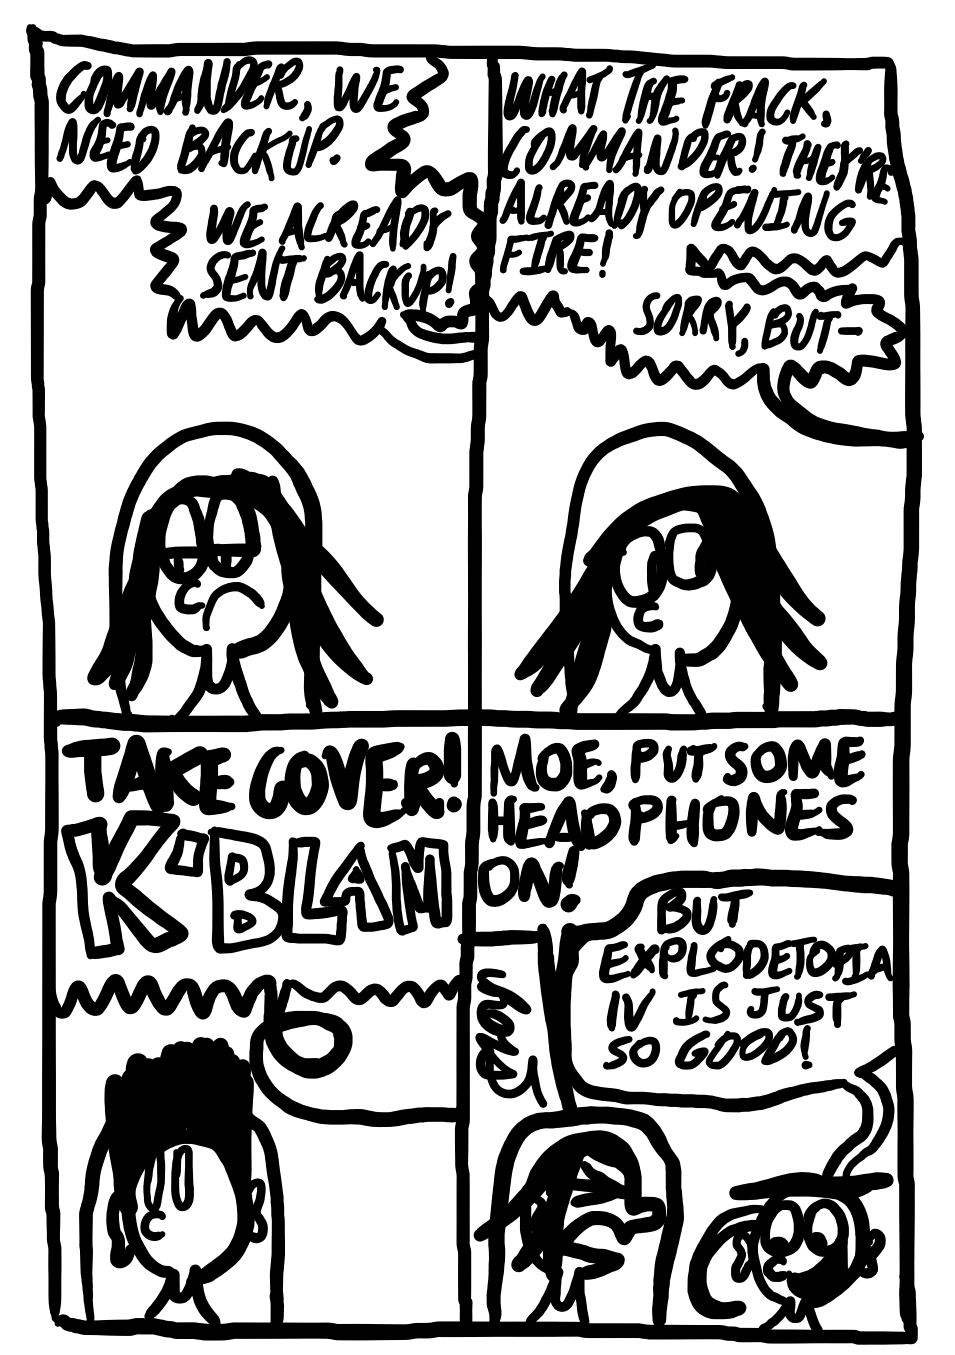 COMMANDER, WE
NEED BACKUP.
WE ALREADY
SENT BACKUP!
WHAT THE FRACK,
COMMANDER! THEY'RE
ALREADY OPENING
FIRE!
SORRY, BUT-
TAKE COVER!
K'BLAM
MOE, PUT SOME
HEADPHONES
ON!
BUT
EXPLODETOPIA
IV IS JUST
SO GOOD!